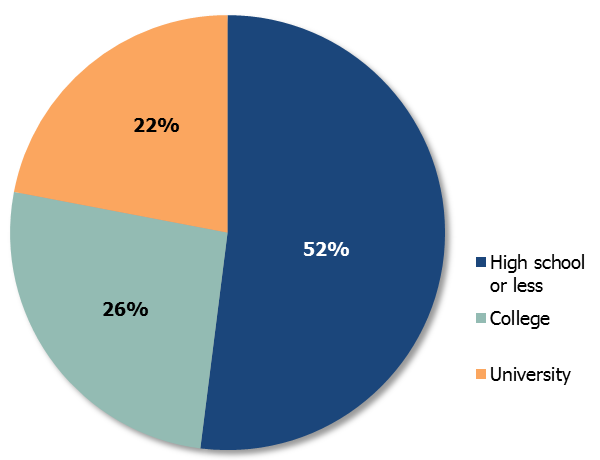 22%
52%
26%
High school
or less
College
University